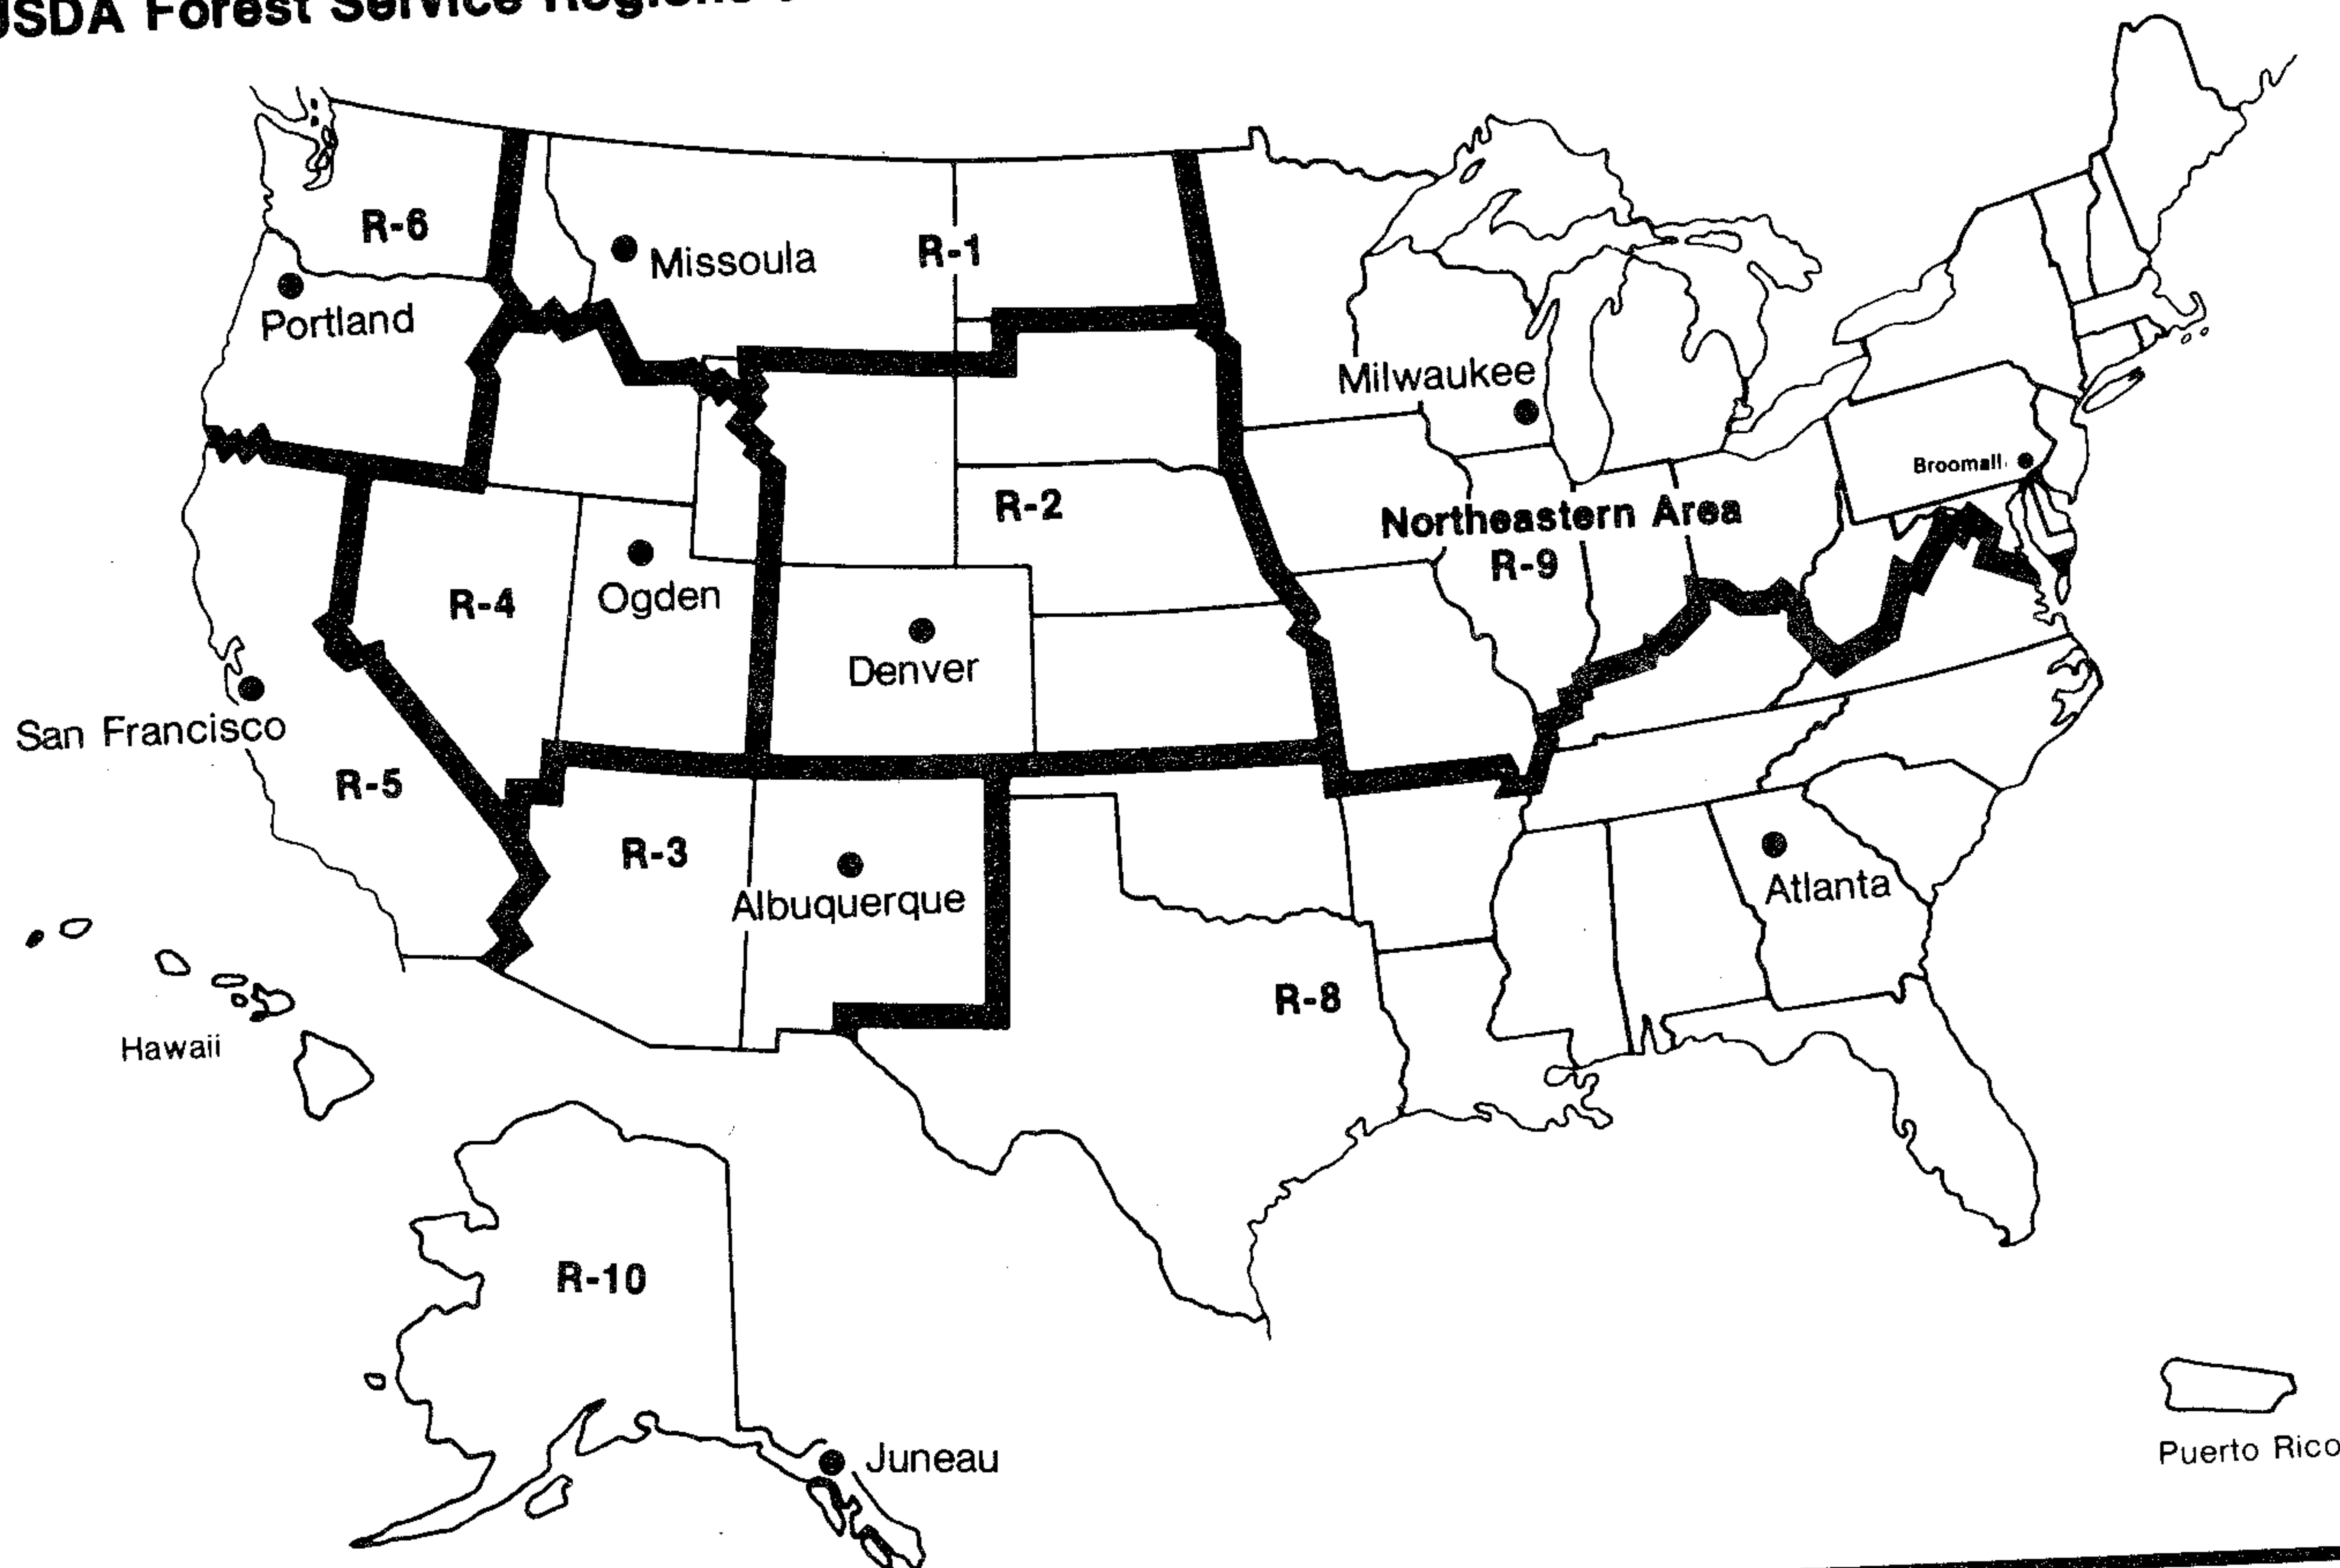 USDA Forest Service Regions
R-6
Missoula
R-1
Portland
Milwaukee
Broomall
R-2
Northeastern Area
R-9
R-4
Ogden
Denver
San Francisco
R-5
R-3
Albuquerque
Atlanta
R-8
Hawaii
R-10
Juneau
Puerto Rico